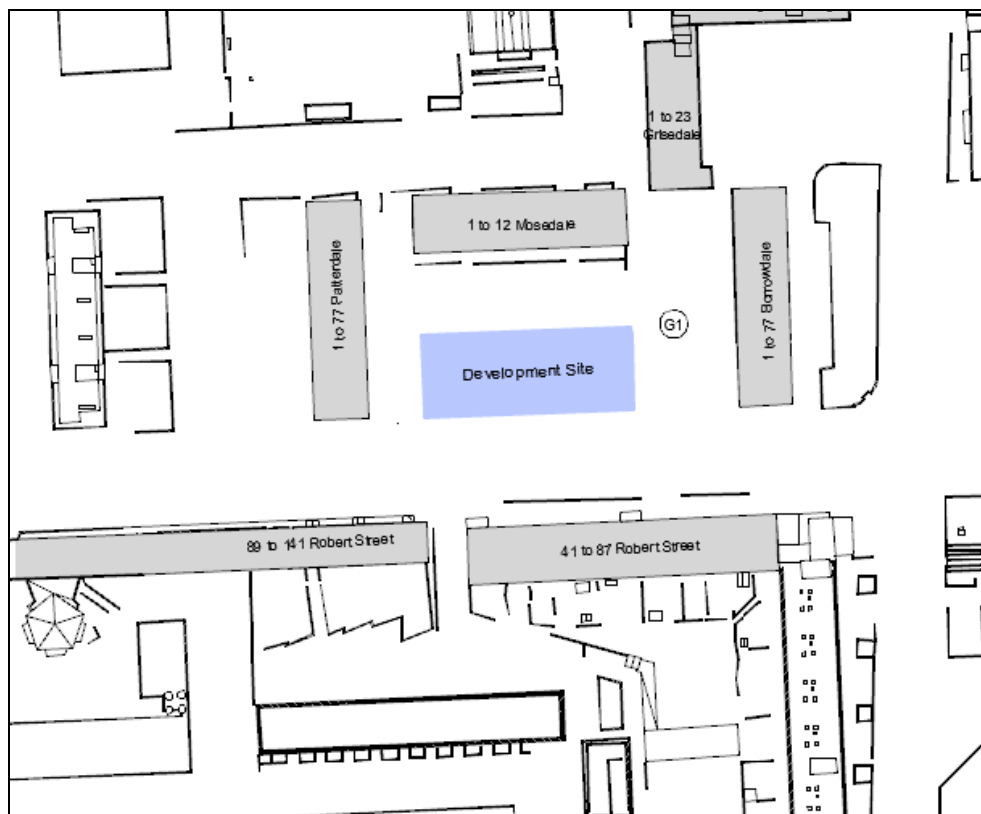 1 to 23
Grisedale
1 to 12 Mosedale
1 to 77 Patterdale
1 to 77 Borrowdale
G1
Development Site
89 to 141 Robert Street
41 to 87 Robert Street